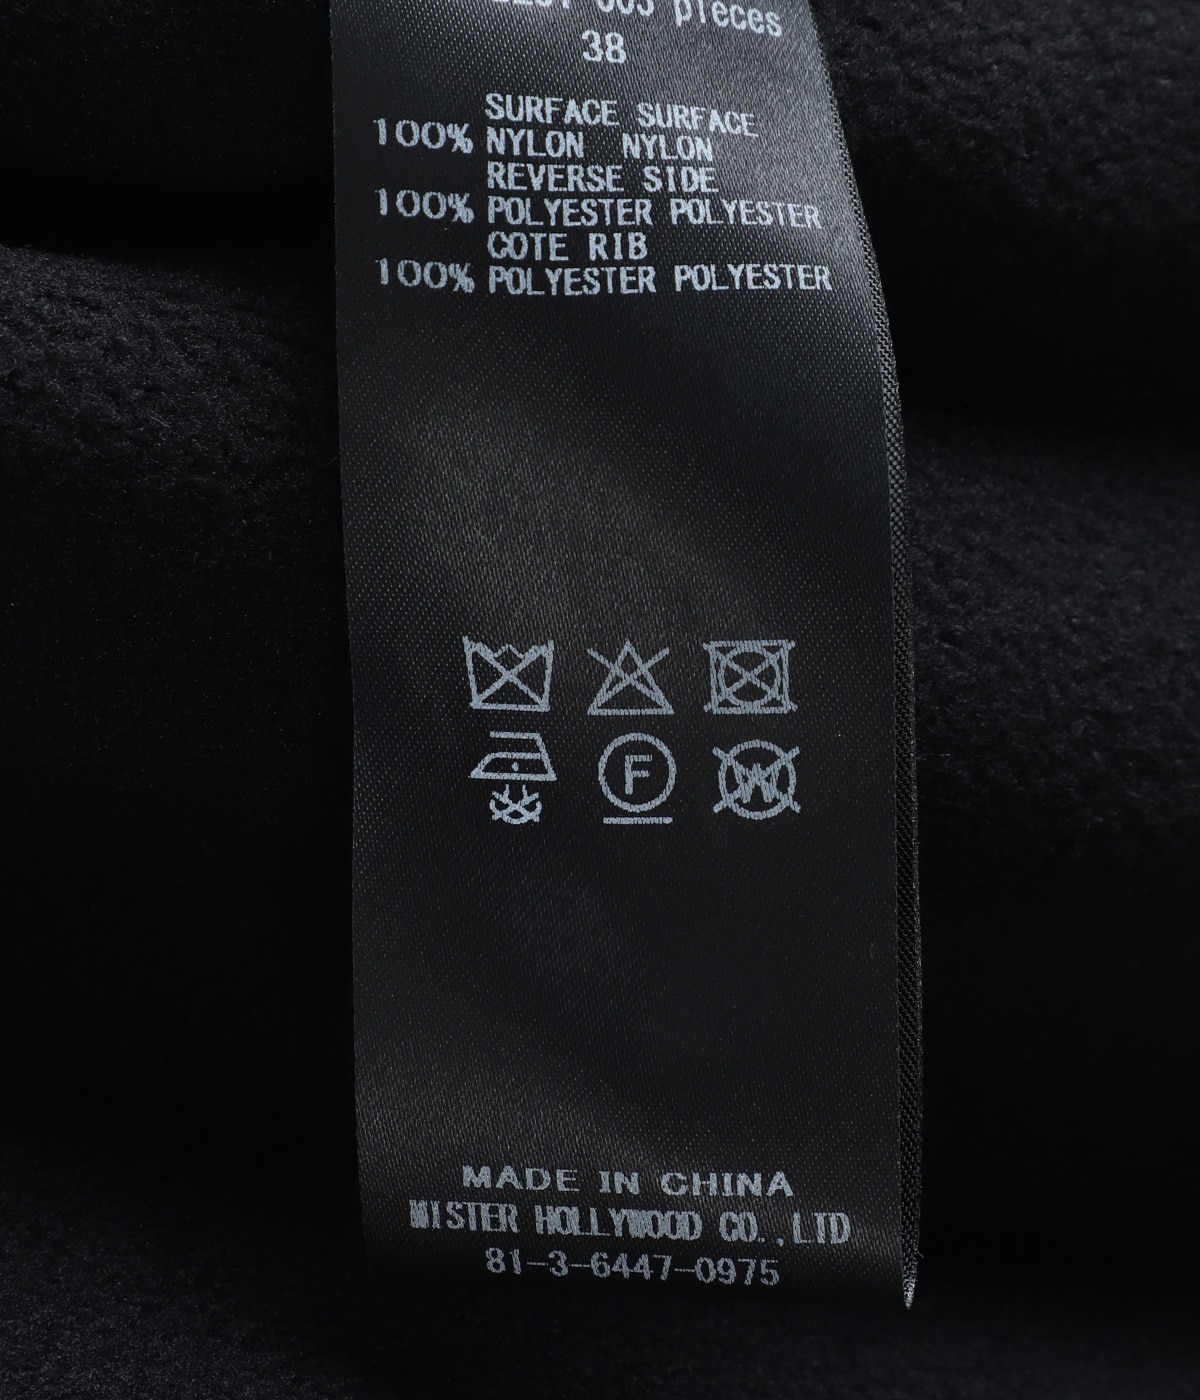 pieces
38
SURFACE SURFACE
100% NYLON NYLON
REVERSE SIDE
100% POLYESTER POLYESTER
COTE RIB
100% POLYESTER POLYESTER
F
W
MADE IN CHINA
MISTER HOLLYWOOD CO.,LTD
81-3-6447-0975